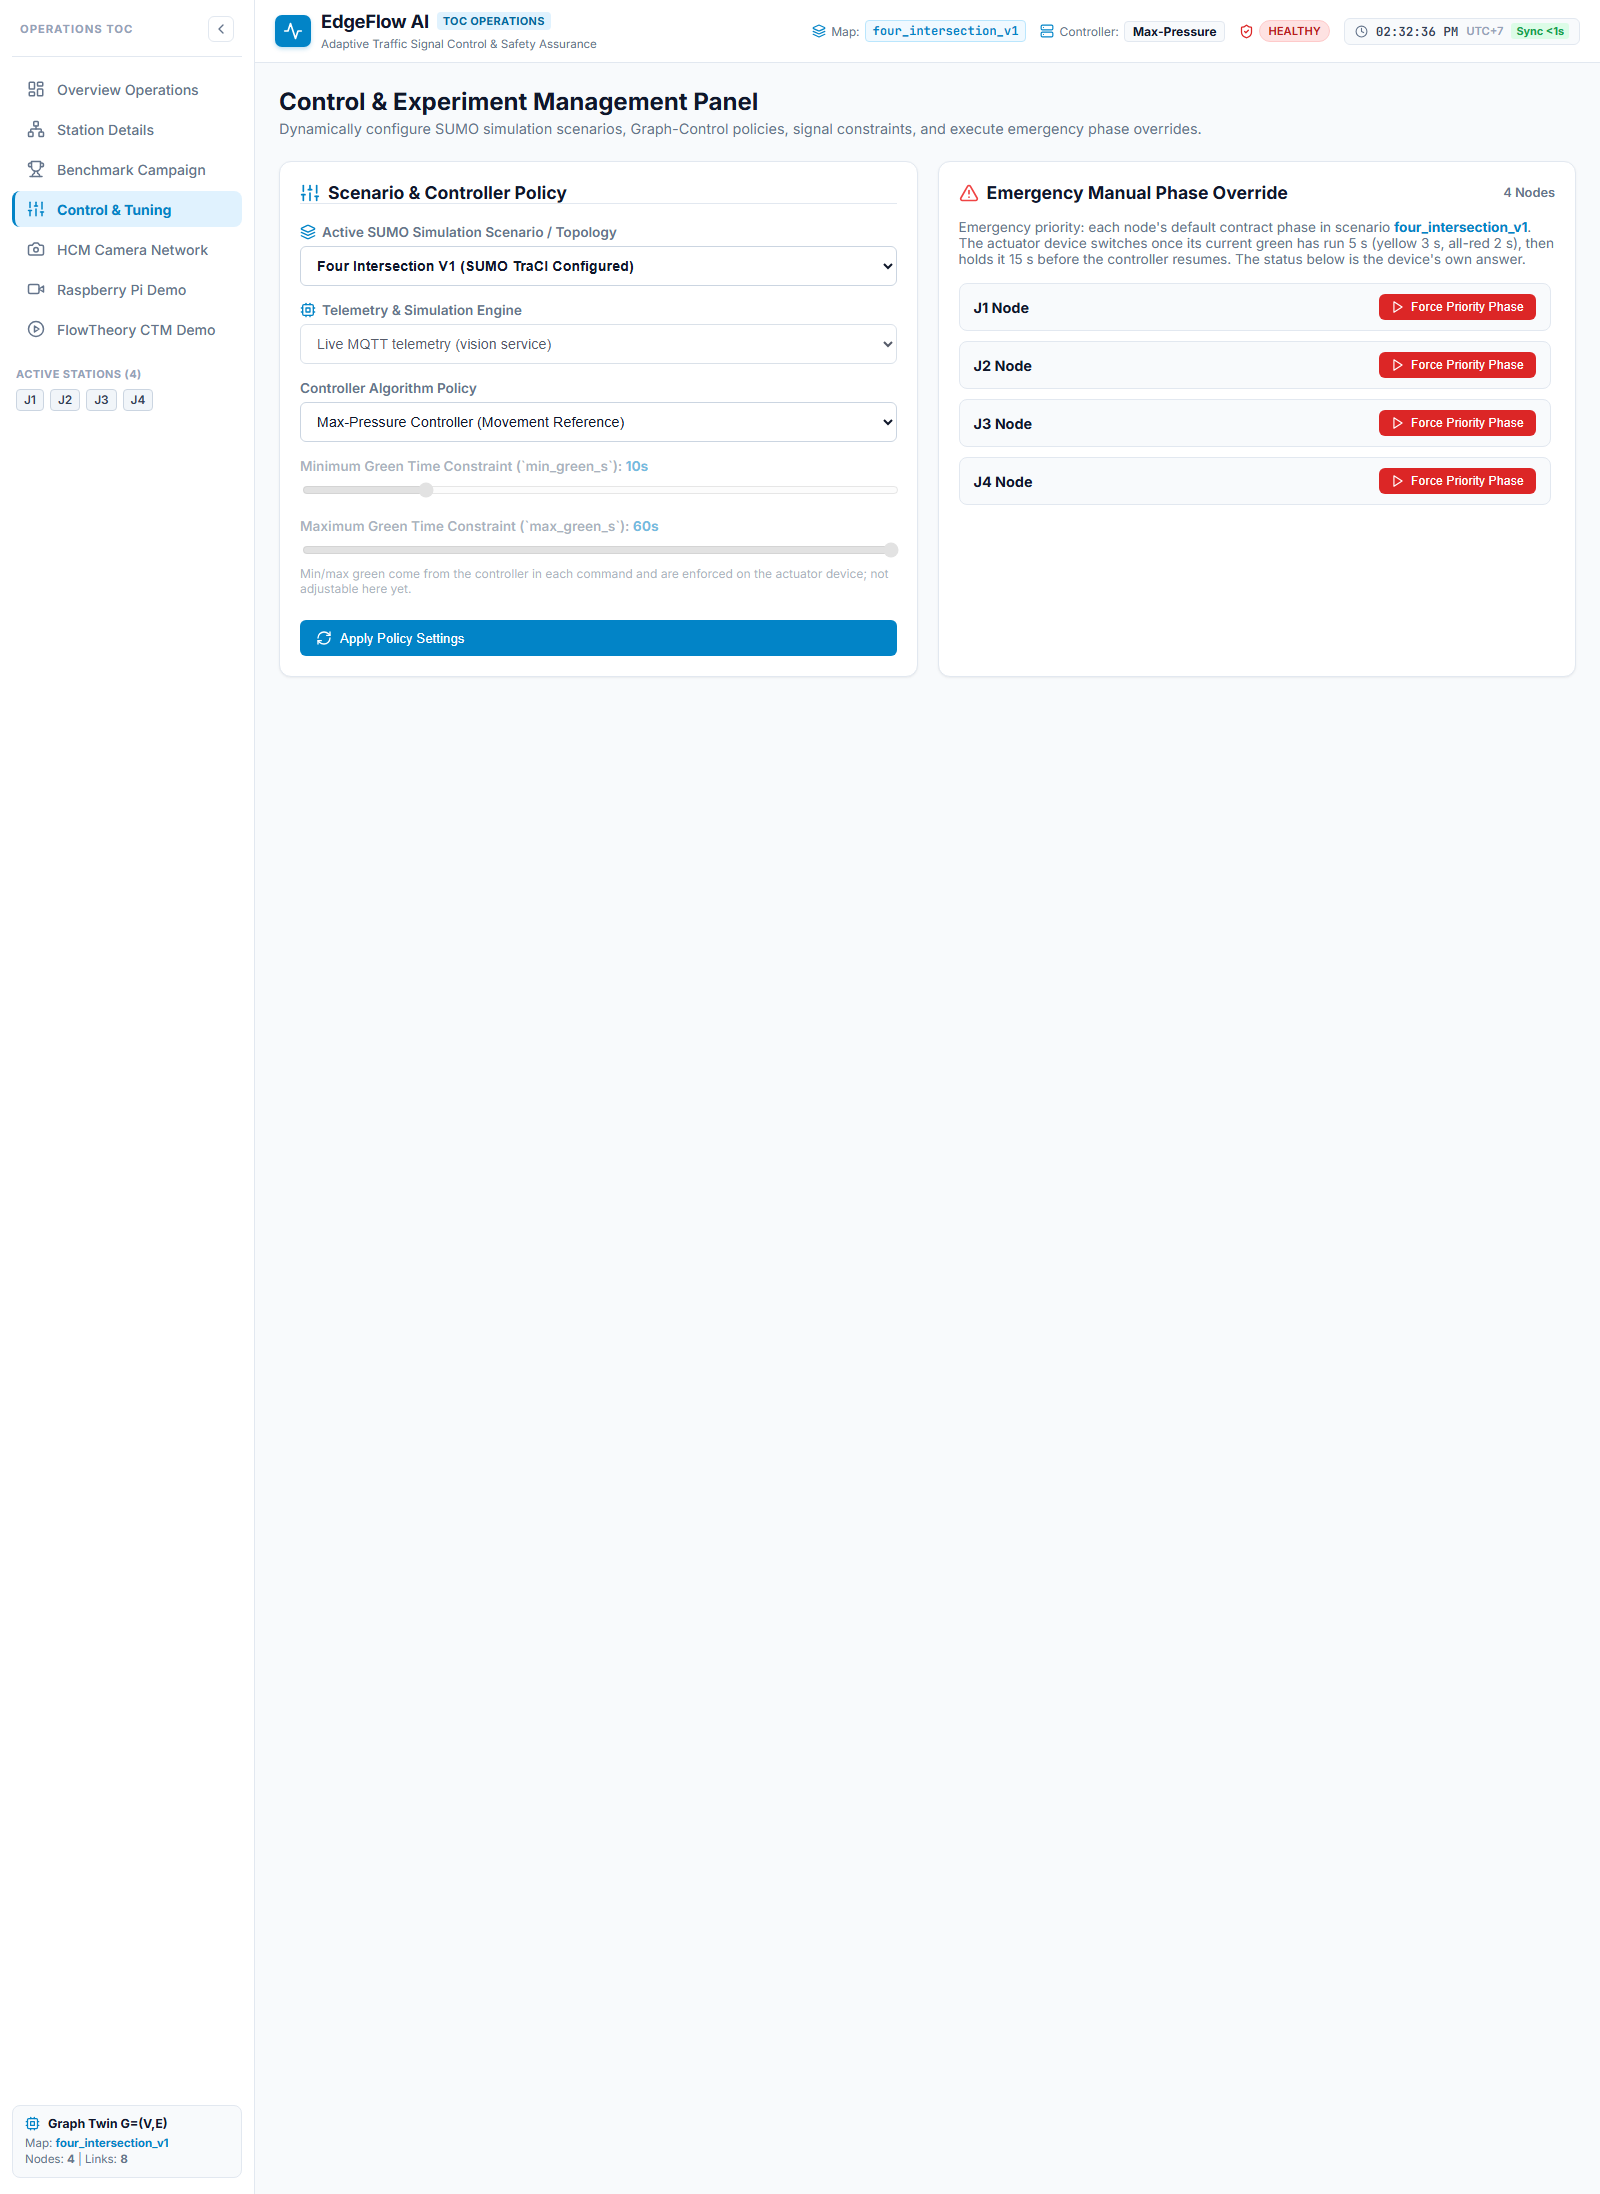 OPERATIONS TOC
Overview Operations
Station Details
Benchmark Campaign
Control & Tuning
HCM Camera Network
Raspberry Pi Demo
FlowTheory CTM Demo
ACTIVE STATIONS (4)
J1 J2 J3 J4
Graph Twin G=(V,E)
Map: four_intersection_v1
Nodes: 4 | Links: 8
EdgeFlow AI TOC OPERATIONS
Adaptive Traffic Signal Control & Safety Assurance
Map: four_intersection_v1 Controller: Max-Pressure HEALTHY 02:32:36 PM UTC+7 Sync <1s
Control & Experiment Management Panel
Dynamically configure SUMO simulation scenarios, Graph-Control policies, signal constraints, and execute emergency phase overrides.
Scenario & Controller Policy
Active SUMO Simulation Scenario / Topology
Four Intersection V1 (SUMO TraCI Configured)
Telemetry & Simulation Engine
Live MQTT telemetry (vision service)
Controller Algorithm Policy
Max-Pressure Controller (Movement Reference)
Minimum Green Time Constraint (`min_green_s`): 10s
Maximum Green Time Constraint (`max_green_s`): 60s
Min/max green come from the controller in each command and are enforced on the actuator device; not
adjustable here yet.
Apply Policy Settings
Emergency Manual Phase Override 4 Nodes
Emergency priority: each node's default contract phase in scenario four_intersection_v1.
The actuator device switches once its current green has run 5 s (yellow 3 s, all-red 2 s), then
holds it 15 s before the controller resumes. The status below is the device's own answer.
J1 Node Force Priority Phase
J2 Node Force Priority Phase
J3 Node Force Priority Phase
J4 Node Force Priority Phase